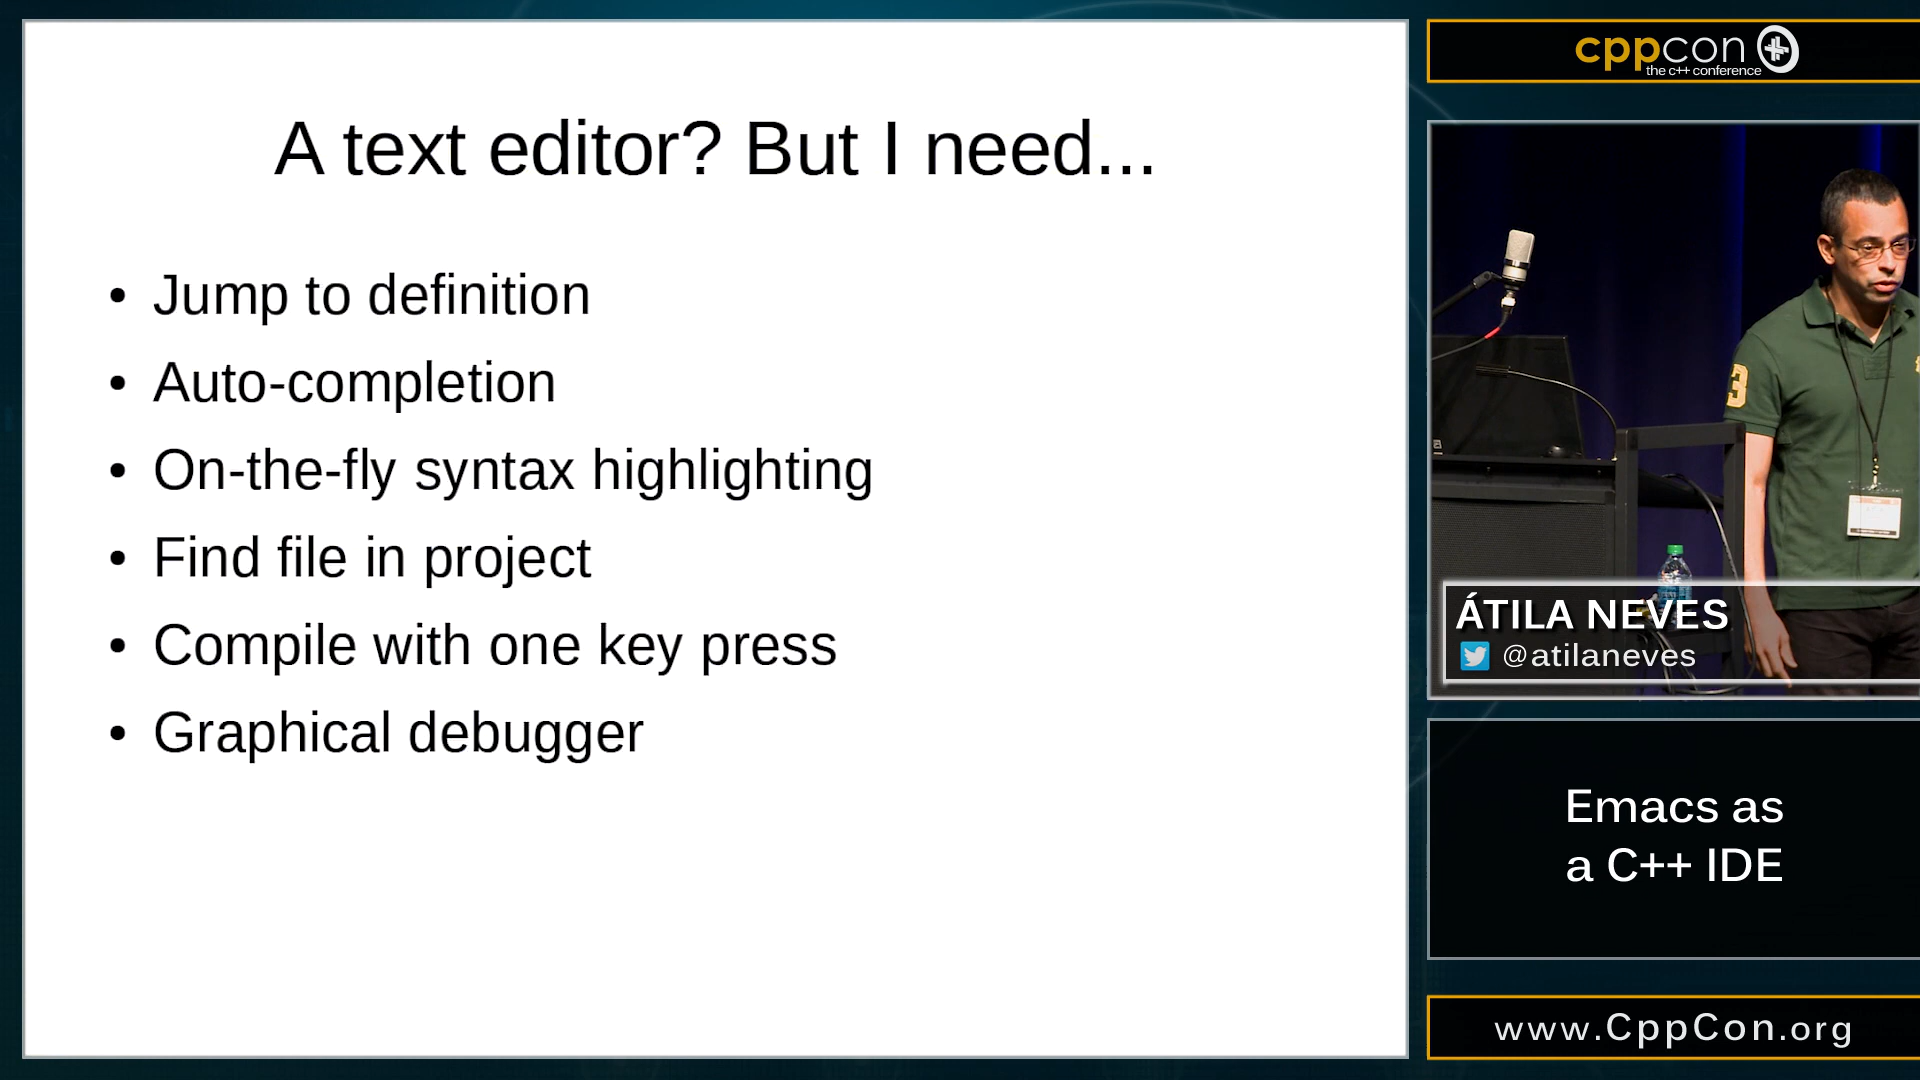 A text editor? But I need...
• Jump to definition
• Auto-completion
• On-the-fly syntax highlighting
• Find file in project
• Compile with one key press
• Graphical debugger
cppcon
the c++ conference
3
ÁTILA NEVES
@atilaneves
Emacs as
a C++ IDE
www.CppCon.org